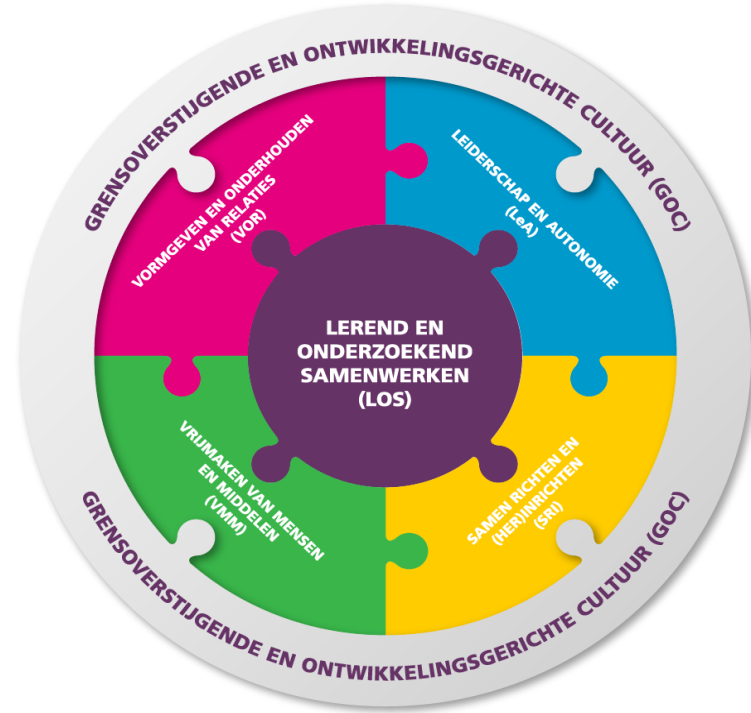 GRENSOVERSTIJGENDE EN ONTWIKKELINGSGERICHTE CULTUUR (GOC)
VORMGEVEN EN ONDERHOUDEN
VAN RELATIES
(VOR)
LEIDERSCHAP EN AUTONOMIE
(LeA)
LEREND EN
ONDERZOEKEND
SAMENWERKEN
(LOS)
VRIJMAKEN VAN MENSEN
EN MIDDELEN
(VMM)
SAMEN RICHTEN EN
(HER)INRICHTEN
(SRI)
GRENSOVERSTIJGENDE EN ONTWIKKELINGSGERICHTE CULTUUR (GOC)